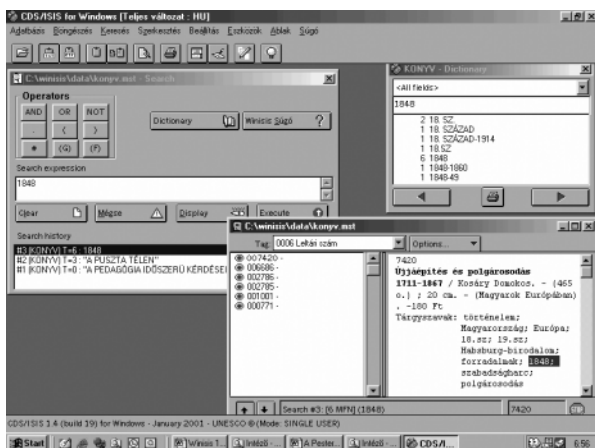 CDS/ISIS for Windows [Teljes változat : HU]
Adatbázis Böngészés Keresés Szerkesztés Beállítás Eszközök Ablak Súgó
C:\winisis\data\konyv.mst - Search
Operators
AND OR NOT
. ( )
* (G) (F)
Dictionary
Winisis Súgó ?
Search expression
1848
Clear
Mégse
Display
Execute
Search history
#3 (KONYV) T=6 : 1848
#2 (KONYV) T=3 : "A PUSZTA TÉLEN"
#1 (KONYV) T=6 : "A PEDAGÓGIA IDŐSZERŰ KÉRDÉSEI
KONYV - Dictionary
<All fields>
1848
2 18. SZ.
1 18. SZÁZAD
1 18. SZÁZAD-1914
1 18.SZ
6 1848
1 1848-1860
1 1848-49
C:\winisis\data\konyv.mst
Tag: 0006 Leltári szám
Options...
007420 -
006686 -
002786 -
002785 -
001001 -
000771 -
7420
Újjáépítés és polgárosodás
1711-1867 / Kosáry Domokos. - (465
o.) ; 20 cm. - (Magyarok Európában)
. -180 Ft
Tárgyszavak: történelem;
Magyarország; Európa;
18.sz; 19.sz;
Habsburg-birodalom;
forradalmak; 1848;
szabadságharc;
polgárosodás
Search #3: [6 MFN] (1848)
7420
CDS/ISIS 1.4 (build 19) for Windows - January 2001 - UNESCO © (Mode: SINGLE USER)
Start
Winisis 1...
Intéző - ...
A Pester...
Intéző - ...
CDS/I...
6:56